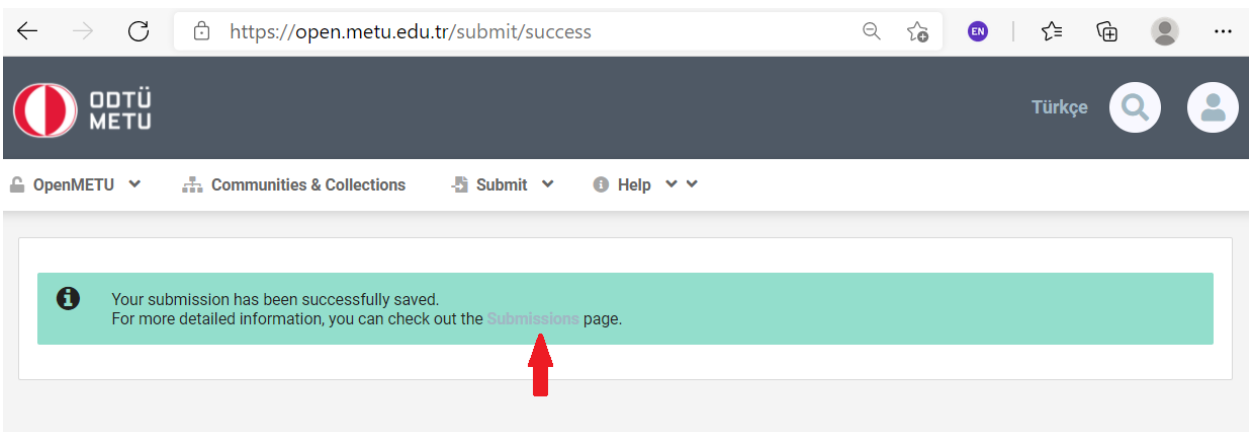 https://open.metu.edu.tr/submit/success
EN
ODTÜ
METU
Türkçe
OpenMETU
Communities & Collections
Submit
Help
Your submission has been successfully saved.
For more detailed information, you can check out the Submissions page.